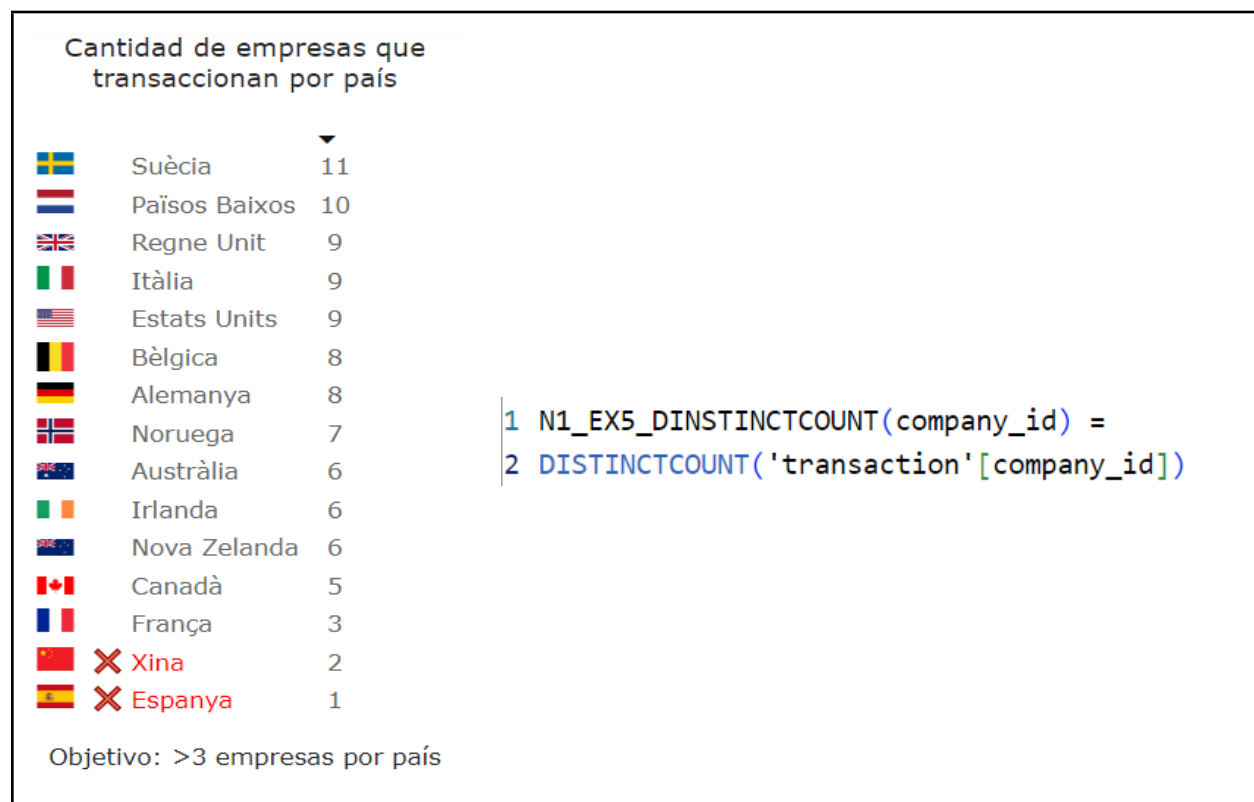 Cantidad de empresas que
transaccionan por país
Suècia 11
Països Baixos 10
Regne Unit 9
Itàlia 9
Estats Units 9
Bèlgica 8
Alemanya 8
Noruega 7
Austràlia 6
Irlanda 6
Nova Zelanda 6
Canadà 5
França 3
Xina 2
Espanya 1
Objetivo: >3 empresas por país
1 N1_EX5_DINSTINCTCOUNT(company_id) =
2 DISTINCTCOUNT('transaction'[company_id])